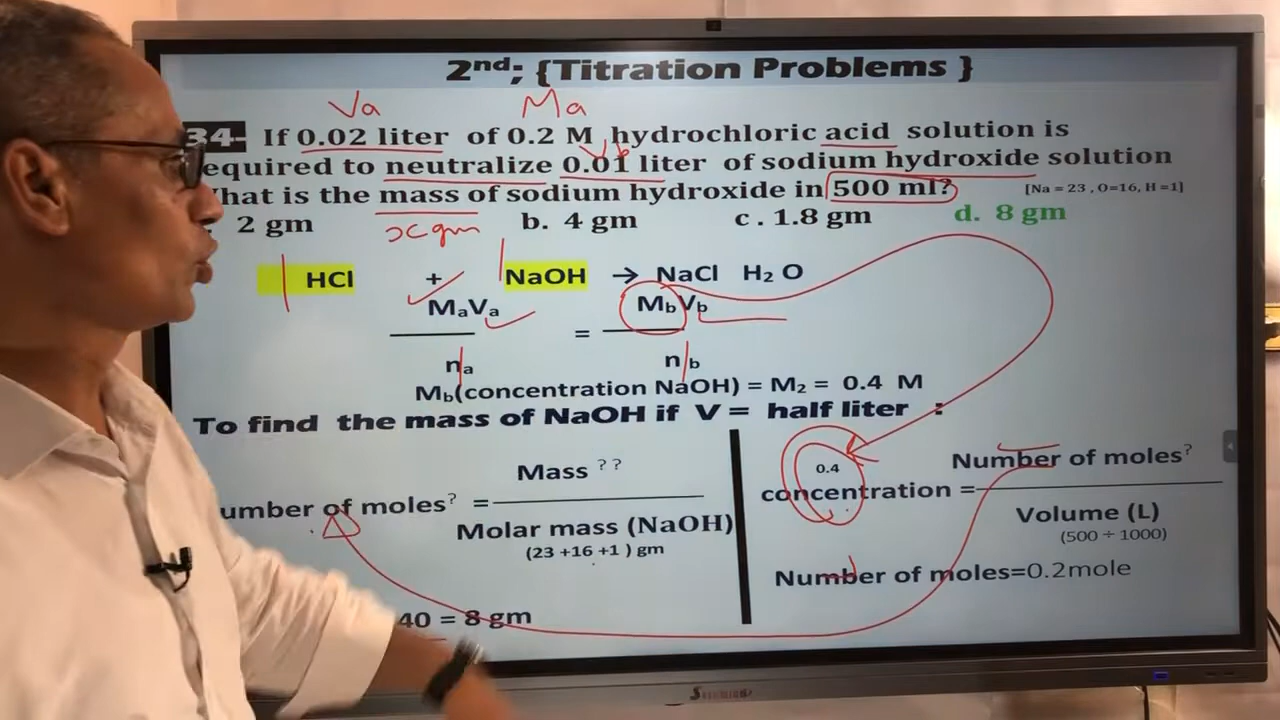 2nd; {Titration Problems }
Va Ma
34- If 0.02 liter of 0.2 M hydrochloric acid solution is
equired to neutralize 0.01 liter of sodium hydroxide solution
hat is the mass of sodium hydroxide in 500 ml? [Na = 23 , O=16, H =1]
2 gm b. 4 gm c . 1.8 gm d. 8 gm
x gm
HCl + NaOH → NaCl H₂ O
MₐVₐ = MbVb
nₐ nb
Mb(concentration NaOH) = M₂ = 0.4 M
To find the mass of NaOH if V = half liter :
umber of moles? = Mass ??
Molar mass (NaOH)
(23 +16 +1 ) gm
40 = 8 gm
0.4
concentration = Number of moles?
Volume (L)
(500 ÷ 1000)
Number of moles=0.2mole